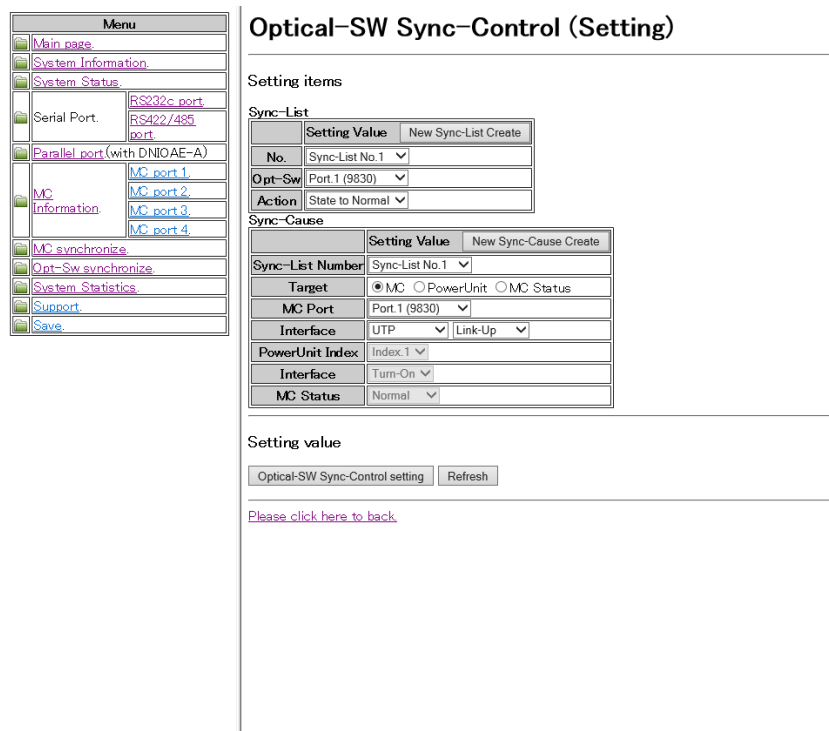 Menu
Main page.
System Information.
System Status.
Serial Port.
RS232c port.
RS422/485
port.
Parallel port.(with DNIOAE-A)
MC
Information.
MC port 1.
MC port 2.
MC port 3.
MC port 4.
MC synchronize.
Opt-Sw synchronize.
System Statistics.
Support.
Save.
Optical-SW Sync-Control (Setting)
Setting items
Sync-List
Setting Value New Sync-List Create
No. Sync-List No.1
Opt-Sw Port.1 (9830)
Action State to Normal
Sync-Cause
Setting Value New Sync-Cause Create
Sync-List Number Sync-List No.1
Target MC PowerUnit MC Status
MC Port Port.1 (9830)
Interface UTP Link-Up
PowerUnit Index Index.1
Interface Turn-On
MC Status Normal
Setting value
Optical-SW Sync-Control setting Refresh
Please click here to back.